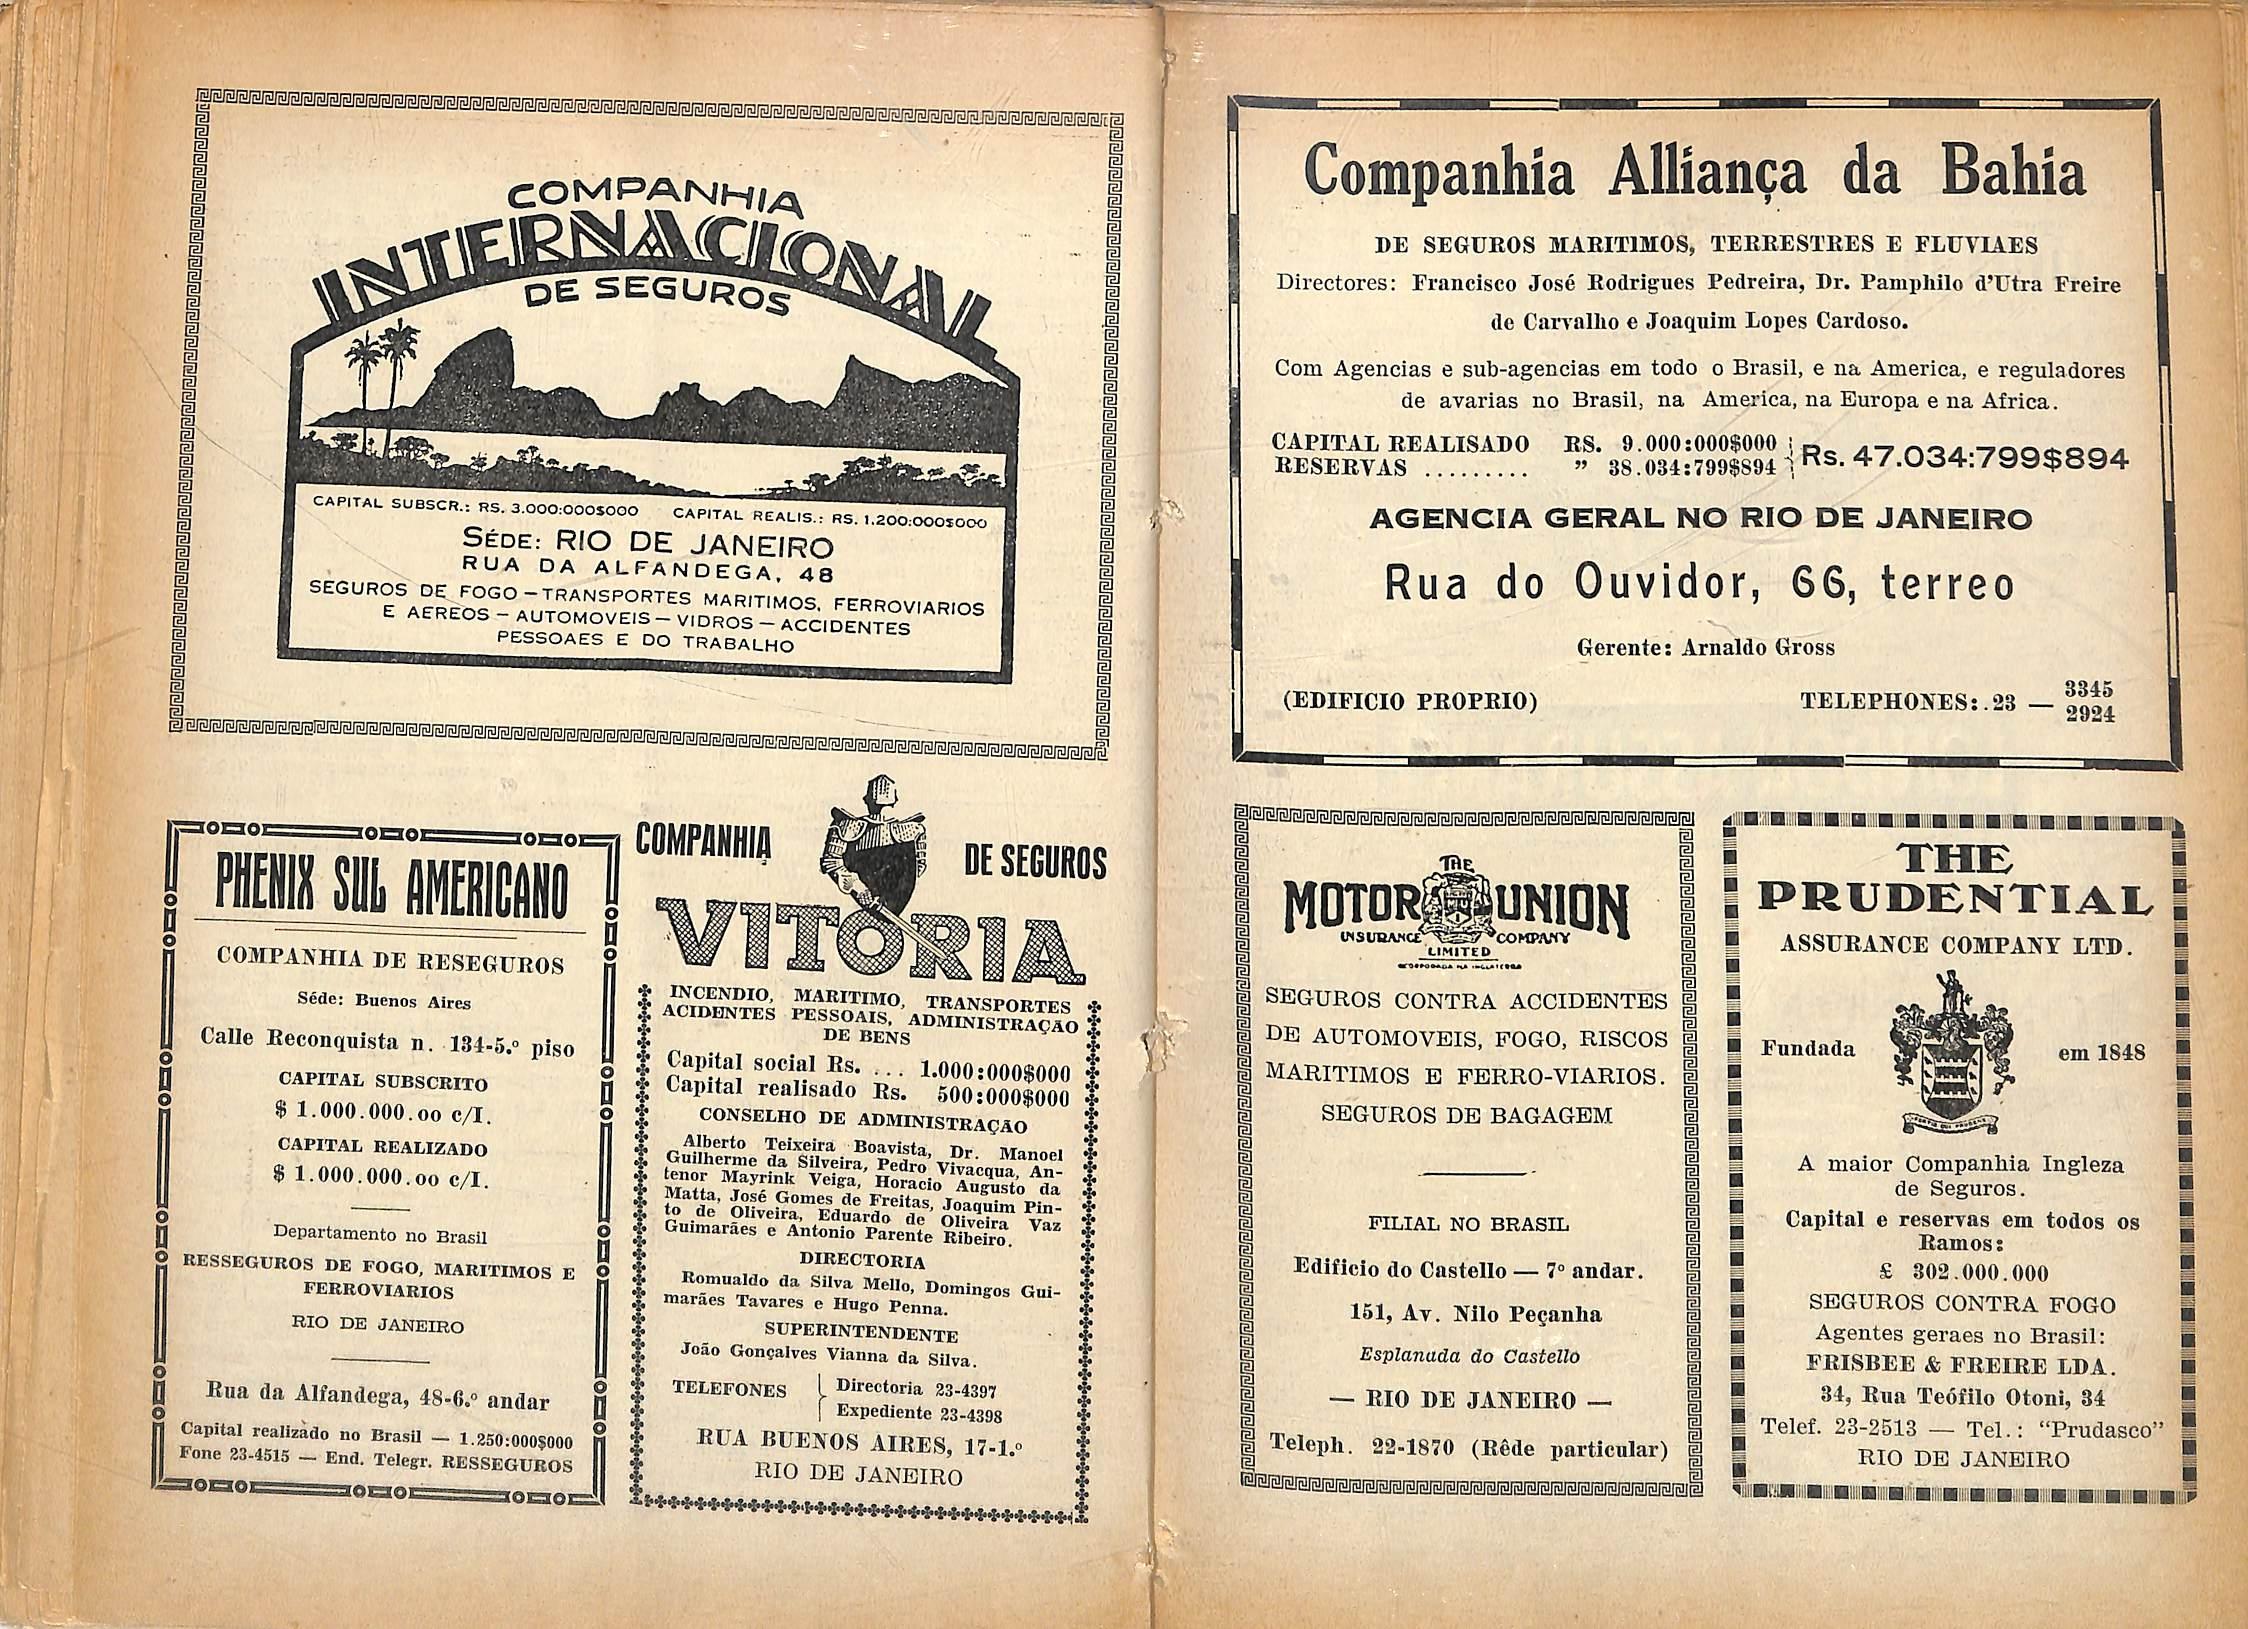 COMPANHIA
INTERNACIONAL
DE SEGUROS
CAPITAL SUBSCR.: RS. 3.000:000$000 CAPITAL REALIS.: RS. 1.200:000$000
SÉDE: RIO DE JANEIRO
RUA DA ALFANDEGA, 48
SEGUROS DE FOGO – TRANSPORTES MARITIMOS, FERROVIARIOS
E AEREOS – AUTOMOVEIS – VIDROS – ACCIDENTES
PESSOAES E DO TRABALHO
PHENIX SUL AMERICANO
COMPANHIA DE RESEGUROS
Séde: Buenos Aires
Calle Reconquista n. 134-5.º piso
CAPITAL SUBSCRITO
$ 1.000.000.oo c/I.
CAPITAL REALIZADO
$ 1.000.000.oo c/I.
Departamento no Brasil
RESSEGUROS DE FOGO, MARITIMOS E
FERROVIARIOS
RIO DE JANEIRO
Rua da Alfandega, 48-6.º andar
Capital realizado no Brasil — 1.250:000$000
Fone 23-4515 — End. Telegr. RESSEGUROS
COMPANHIA DE SEGUROS
VITORIA
INCENDIO, MARITIMO, TRANSPORTES
ACIDENTES PESSOAIS, ADMINISTRAÇÃO
DE BENS
Capital social Rs. ... 1.000:000$000
Capital realisado Rs. 500:000$000
CONSELHO DE ADMINISTRAÇÃO
Alberto Teixeira Boavista, Dr. Manoel
Guilherme da Silveira, Pedro Vivacqua, An-
tenor Mayrink Veiga, Horacio Augusto da
Matta, José Gomes de Freitas, Joaquim Pin-
to de Oliveira, Eduardo de Oliveira Vaz
Guimarães e Antonio Parente Ribeiro.
DIRECTORIA
Romualdo da Silva Mello, Domingos Gui-
marães Tavares e Hugo Penna.
SUPERINTENDENTE
João Gonçalves Vianna da Silva.
TELEFONES Directoria 23-4397
Expediente 23-4398
RUA BUENOS AIRES, 17-1.º
RIO DE JANEIRO
Companhia Alliança da Bahia
DE SEGUROS MARITIMOS, TERRESTRES E FLUVIAES
Directores: Francisco José Rodrigues Pedreira, Dr. Pamphilo d'Utra Freire
de Carvalho e Joaquim Lopes Cardoso.
Com Agencias e sub-agencias em todo o Brasil, e na America, e reguladores
de avarias no Brasil, na America, na Europa e na Africa.
CAPITAL REALISADO RS. 9.000:000$000
RESERVAS ......... ” 38.034:799$894 Rs. 47.034:799$894
AGENCIA GERAL NO RIO DE JANEIRO
Rua do Ouvidor, 66, terreo
Gerente: Arnaldo Gross
(EDIFICIO PROPRIO) TELEPHONES: 23 — 3345
2924
THE
MOTOR UNION
INSURANCE COMPANY
LIMITED
SEGUROS CONTRA ACCIDENTES
DE AUTOMOVEIS, FOGO, RISCOS
MARITIMOS E FERRO-VIARIOS.
SEGUROS DE BAGAGEM
FILIAL NO BRASIL
Edificio do Castello — 7º andar.
151, Av. Nilo Peçanha
Esplanada do Castello
— RIO DE JANEIRO —
Teleph. 22-1870 (Rêde particular)
THE
PRUDENTIAL
ASSURANCE COMPANY LTD.
Fundada em 1848
A maior Companhia Ingleza
de Seguros.
Capital e reservas em todos os
Ramos:
£ 302.000.000
SEGUROS CONTRA FOGO
Agentes geraes no Brasil:
FRISBEE & FREIRE LDA.
34, Rua Teófilo Otoni, 34
Telef. 23-2513 — Tel.: “Prudasco”
RIO DE JANEIRO